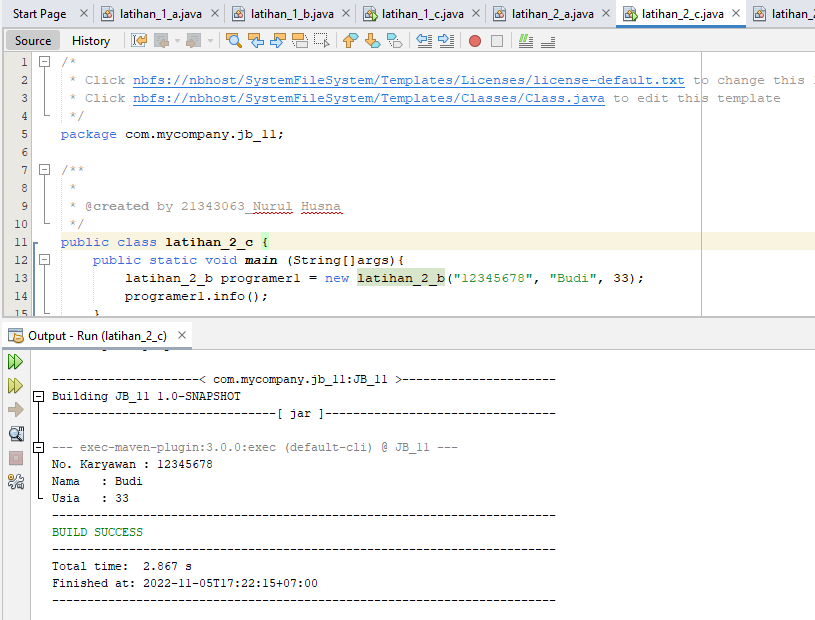 Start Page latihan_1_a.java latihan_1_b.java latihan_1_c.java latihan_2_a.java latihan_2_c.java latihan_
Source History
1 /*
2 * Click nbfs://nbhost/SystemFileSystem/Templates/Licenses/license-default.txt to change this
3 * Click nbfs://nbhost/SystemFileSystem/Templates/Classes/Class.java to edit this template
4 */
5 package com.mycompany.jb_11;
6
7 /**
8 *
9 * @created by 21343063_Nurul Husna
10 */
11 public class latihan_2_c {
12 public static void main (String[]args){
13 latihan_2_b programer1 = new latihan_2_b("12345678", "Budi", 33);
14 programer1.info();
15 }
Output - Run (latihan_2_c)
----------------------< com.mycompany.jb_11:JB_11 >----------------------
Building JB_11 1.0-SNAPSHOT
--------------------------------[ jar ]---------------------------------
--- exec-maven-plugin:3.0.0:exec (default-cli) @ JB_11 ---
No. Karyawan : 12345678
Nama : Budi
Usia : 33
------------------------------------------------------------------------
BUILD SUCCESS
------------------------------------------------------------------------
Total time: 2.867 s
Finished at: 2022-11-05T17:22:15+07:00
------------------------------------------------------------------------